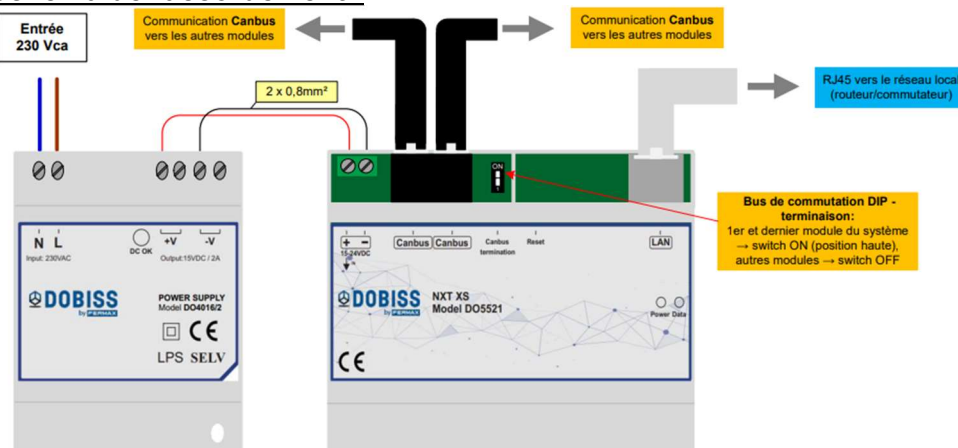 Entrée
230 Vca
Communication Canbus
vers les autres modules
Communication Canbus
vers les autres modules
2 x 0,8mm²
RJ45 vers le réseau local
(routeur/commutateur)
ON
1
Bus de commutation DIP -
terminaison:
1er et dernier module du système
→ switch ON (position haute),
autres modules → switch OFF
N L
Input: 230VAC
DC OK
+V -V
Output:15VDC / 2A
DOBISS
by FERMAX
POWER SUPPLY
Model DO4016/2
CE
LPS SELV
+ -
15-24VDC
Canbus Canbus
Canbus
termination
Reset
LAN
DOBISS
by FERMAX
NXT XS
Model DO5521
Power Data
CE